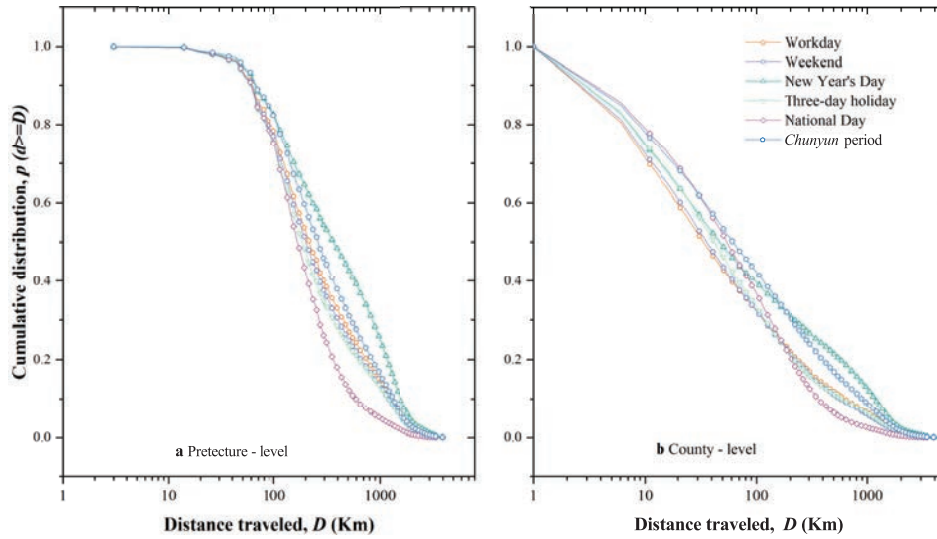 Cumulative distribution, p (d>=D)
1.0
0.8
0.6
0.4
0.2
0.0
1
10
100
1000
a Pretecture - level
Distance traveled, D (Km)
1.0
0.8
0.6
0.4
0.2
0.0
1
10
100
1000
Workday
Weekend
New Year's Day
Three-day holiday
National Day
Chunyun period
b County - level
Distance traveled, D (Km)